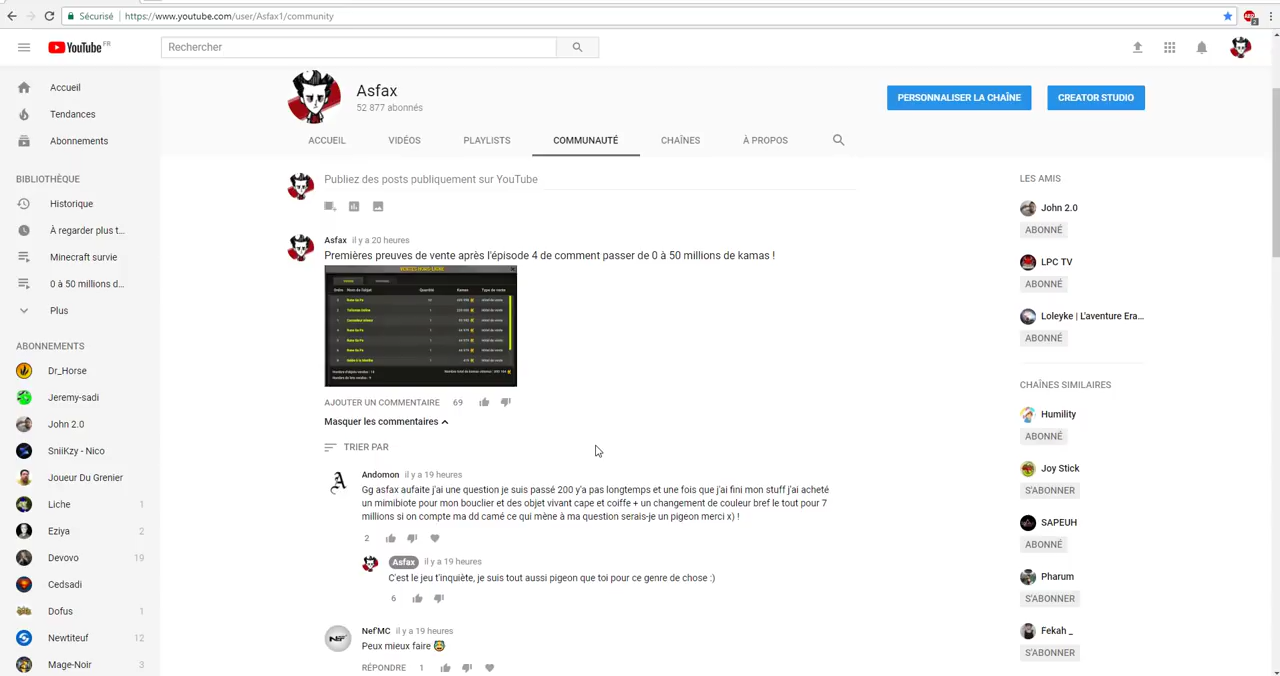 Sécurisé | https://www.youtube.com/user/Asfax1/community
YouTube FR
Rechercher
Accueil
Tendances
Abonnements
BIBLIOTHÈQUE
Historique
À regarder plus t...
Minecraft survie
0 à 50 millions d...
Plus
ABONNEMENTS
Dr_Horse
Jeremy-sadi
John 2.0
SniiKzy - Nico
Joueur Du Grenier
Liche 1
Eziya 2
Devovo 19
Cedsadi
Dofus 1
Newtiteuf 12
Mage-Noir 3
Asfax
52 877 abonnés
PERSONNALISER LA CHAÎNE
CREATOR STUDIO
ACCUEIL VIDÉOS PLAYLISTS COMMUNAUTÉ CHAÎNES À PROPOS
Publiez des posts publiquement sur YouTube
Asfax il y a 20 heures
Premières preuves de vente après l'épisode 4 de comment passer de 0 à 50 millions de kamas !
AJOUTER UN COMMENTAIRE 69
Masquer les commentaires
TRIER PAR
Andomon il y a 19 heures
Gg asfax aufaite j'ai une question je suis passé 200 y'a pas longtemps et une fois que j'ai fini mon stuff j'ai acheté
un mimibiote pour mon bouclier et des objet vivant cape et coiffe + un changement de couleur bref le tout pour 7
millions si on compte ma dd camé ce qui mène à ma question serais-je un pigeon merci x) !
2
Asfax il y a 19 heures
C'est le jeu t'inquiète, je suis tout aussi pigeon que toi pour ce genre de chose :)
6
Nef'MC il y a 19 heures
Peux mieux faire 😰
RÉPONDRE 1
LES AMIS
John 2.0
ABONNÉ
LPC TV
ABONNÉ
Loleyke | L'aventure Era...
ABONNÉ
CHAÎNES SIMILAIRES
Humility
ABONNÉ
Joy Stick
S'ABONNER
SAPEUH
ABONNÉ
Pharum
S'ABONNER
Fekah _
S'ABONNER